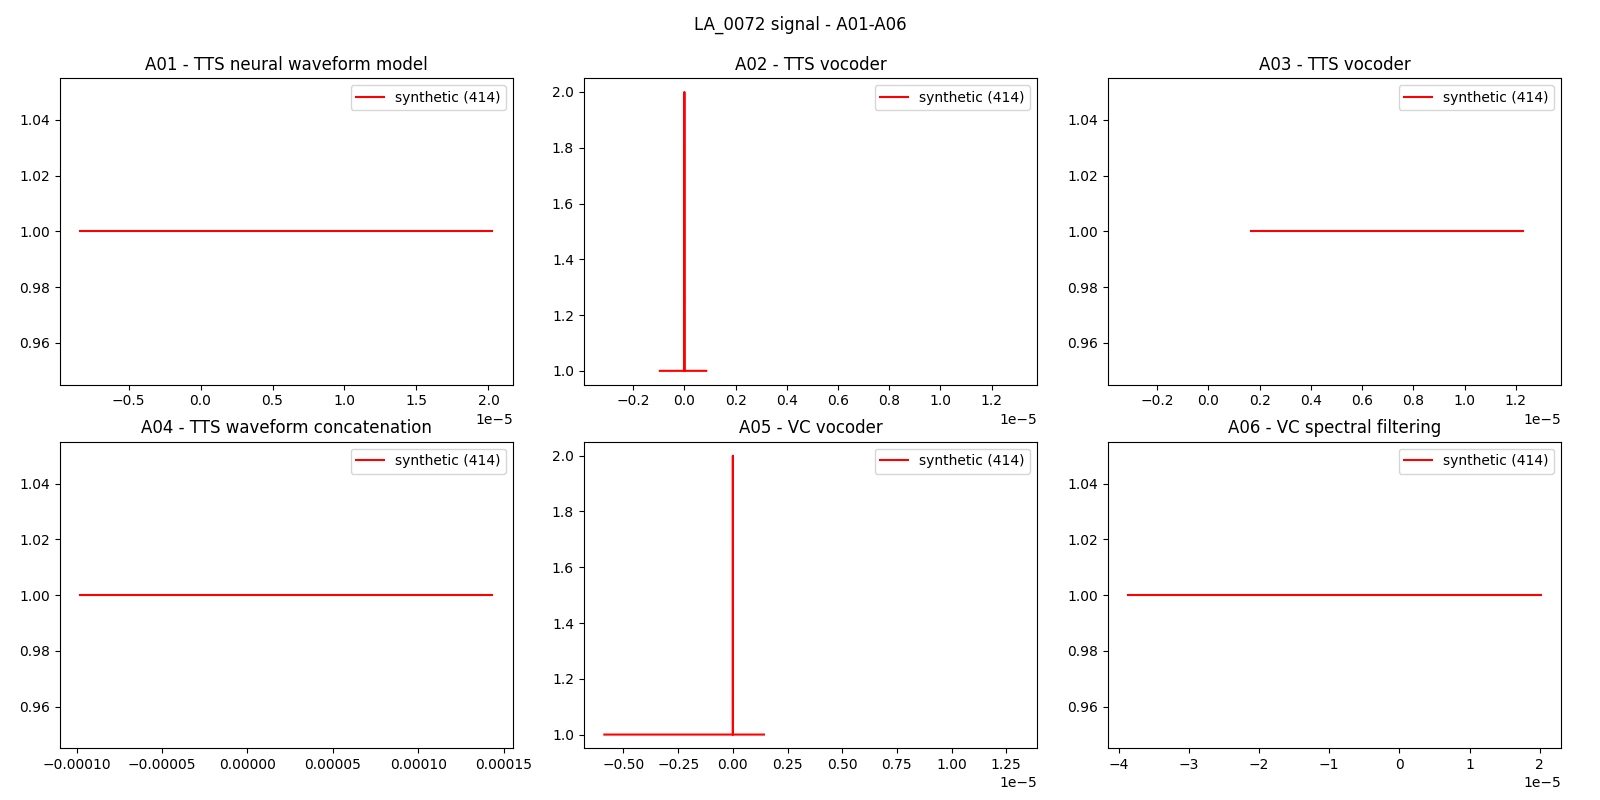 LA_0072 signal - A01-A06
A01 - TTS neural waveform model
synthetic (414)
1.04
1.02
1.00
0.98
0.96
−0.5 0.0 0.5 1.0 1.5 2.0
1e−5
A02 - TTS vocoder
synthetic (414)
2.0
1.8
1.6
1.4
1.2
1.0
−0.2 0.0 0.2 0.4 0.6 0.8 1.0 1.2
1e−5
A03 - TTS vocoder
synthetic (414)
1.04
1.02
1.00
0.98
0.96
−0.2 0.0 0.2 0.4 0.6 0.8 1.0 1.2
1e−5
A04 - TTS waveform concatenation
synthetic (414)
1.04
1.02
1.00
0.98
0.96
−0.00010 −0.00005 0.00000 0.00005 0.00010 0.00015
A05 - VC vocoder
synthetic (414)
2.0
1.8
1.6
1.4
1.2
1.0
−0.50 −0.25 0.00 0.25 0.50 0.75 1.00 1.25
1e−5
A06 - VC spectral filtering
synthetic (414)
1.04
1.02
1.00
0.98
0.96
−4 −3 −2 −1 0 1 2
1e−5